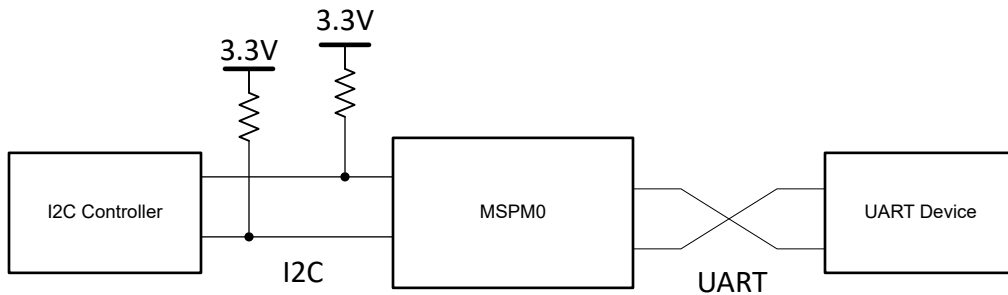 3.3V
3.3V
I2C Controller
MSPM0
UART Device
I2C
UART